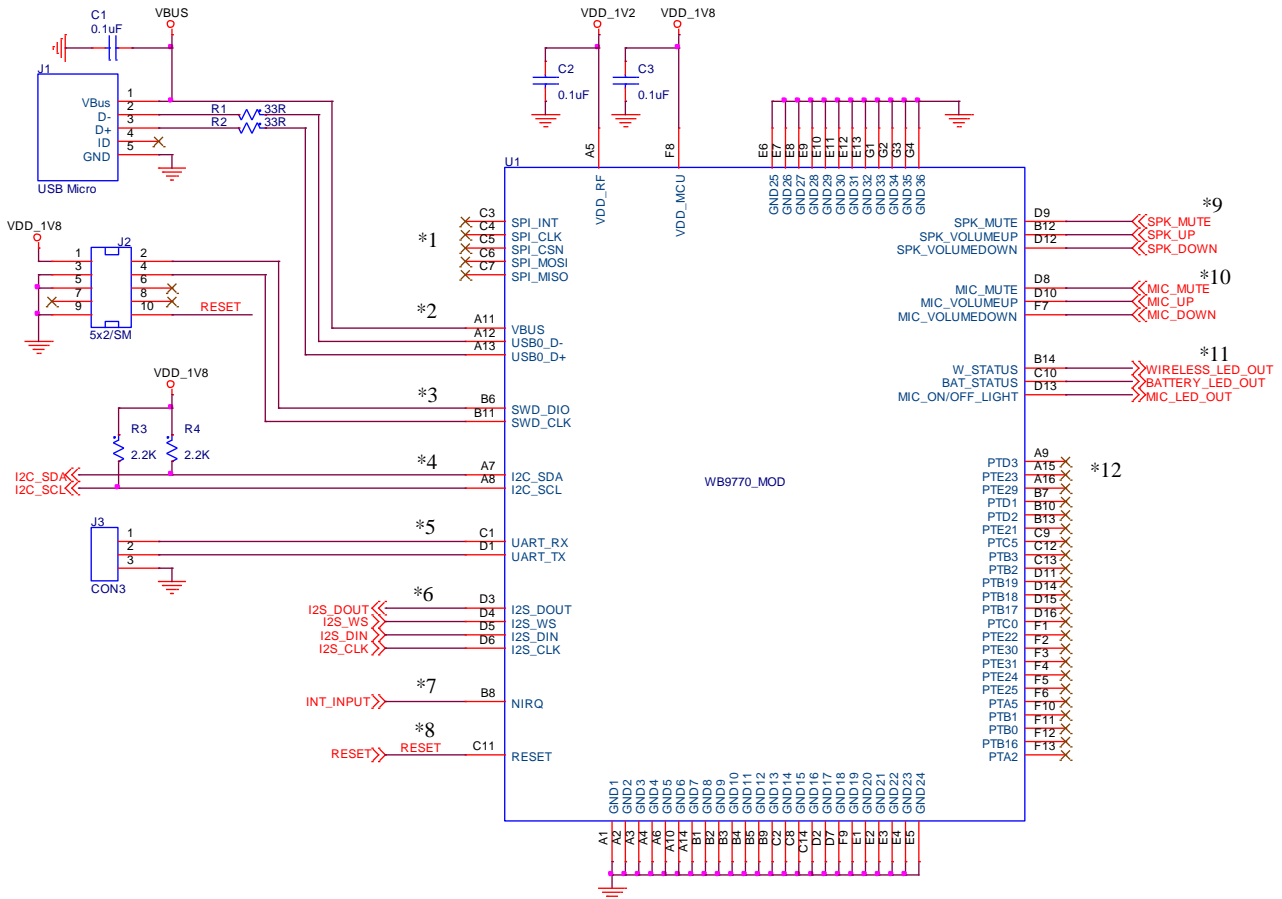 C1
0.1uF
VBUS
J1
VBus
D-
D+
ID
GND
1
2
3
4
5
R1 33R
R2 33R
USB Micro
VDD_1V2
VDD_1V8
C2
0.1uF
C3
0.1uF
A5
F8
VDD_RF
VDD_MCU
E6
E7
E8
E9
E10
E11
E12
E13
G1
G2
G3
G4
GND25
GND26
GND27
GND28
GND29
GND30
GND31
GND32
GND33
GND34
GND35
GND36
U1
WB9770_MOD
VDD_1V8
J2
1
3
5
7
9
2
4
6
8
10
RESET
5x2/SM
*1
C3 SPI_INT
C4 SPI_CLK
C5 SPI_CSN
C6 SPI_MOSI
C7 SPI_MISO
*2
A11 VBUS
A12 USB0_D-
A13 USB0_D+
*3
B6 SWD_DIO
B11 SWD_CLK
VDD_1V8
R3
2.2K
R4
2.2K
*4
I2C_SDA A7 I2C_SDA
I2C_SCL A8 I2C_SCL
J3
1
2
3
CON3
*5
C1 UART_RX
D1 UART_TX
*6
I2S_DOUT D3 I2S_DOUT
I2S_WS D4 I2S_WS
I2S_DIN D5 I2S_DIN
I2S_CLK D6 I2S_CLK
*7
INT_INPUT B8 NIRQ
*8
RESET RESET C11 RESET
*9
SPK_MUTE D9 SPK_MUTE
SPK_VOLUMEUP B12 SPK_UP
SPK_VOLUMEDOWN D12 SPK_DOWN
*10
MIC_MUTE D8 MIC_MUTE
MIC_VOLUMEUP D10 MIC_UP
MIC_VOLUMEDOWN F7 MIC_DOWN
*11
W_STATUS B14 WIRELESS_LED_OUT
BAT_STATUS C10 BATTERY_LED_OUT
MIC_ON/OFF_LIGHT D13 MIC_LED_OUT
*12
PTD3 A9
PTE23 A15
PTE29 A16
PTD1 B7
PTD2 B10
PTE21 B13
PTC5 C9
PTB3 C12
PTB2 C13
PTB19 D11
PTB18 D14
PTB17 D15
PTC0 D16
PTE22 F1
PTE30 F2
PTE31 F3
PTE24 F4
PTE25 F5
PTA5 F6
PTB1 F10
PTB0 F11
PTB16 F12
PTA2 F13
GND1
GND2
GND3
GND4
GND5
GND6
GND7
GND8
GND9
GND10
GND11
GND12
GND13
GND14
GND15
GND16
GND17
GND18
GND19
GND20
GND21
GND22
GND23
GND24
A1
A2
A3
A4
A6
A10
A14
B1
B2
B3
B4
B5
B9
C2
C8
C14
D2
D7
F9
E1
E2
E3
E4
E5